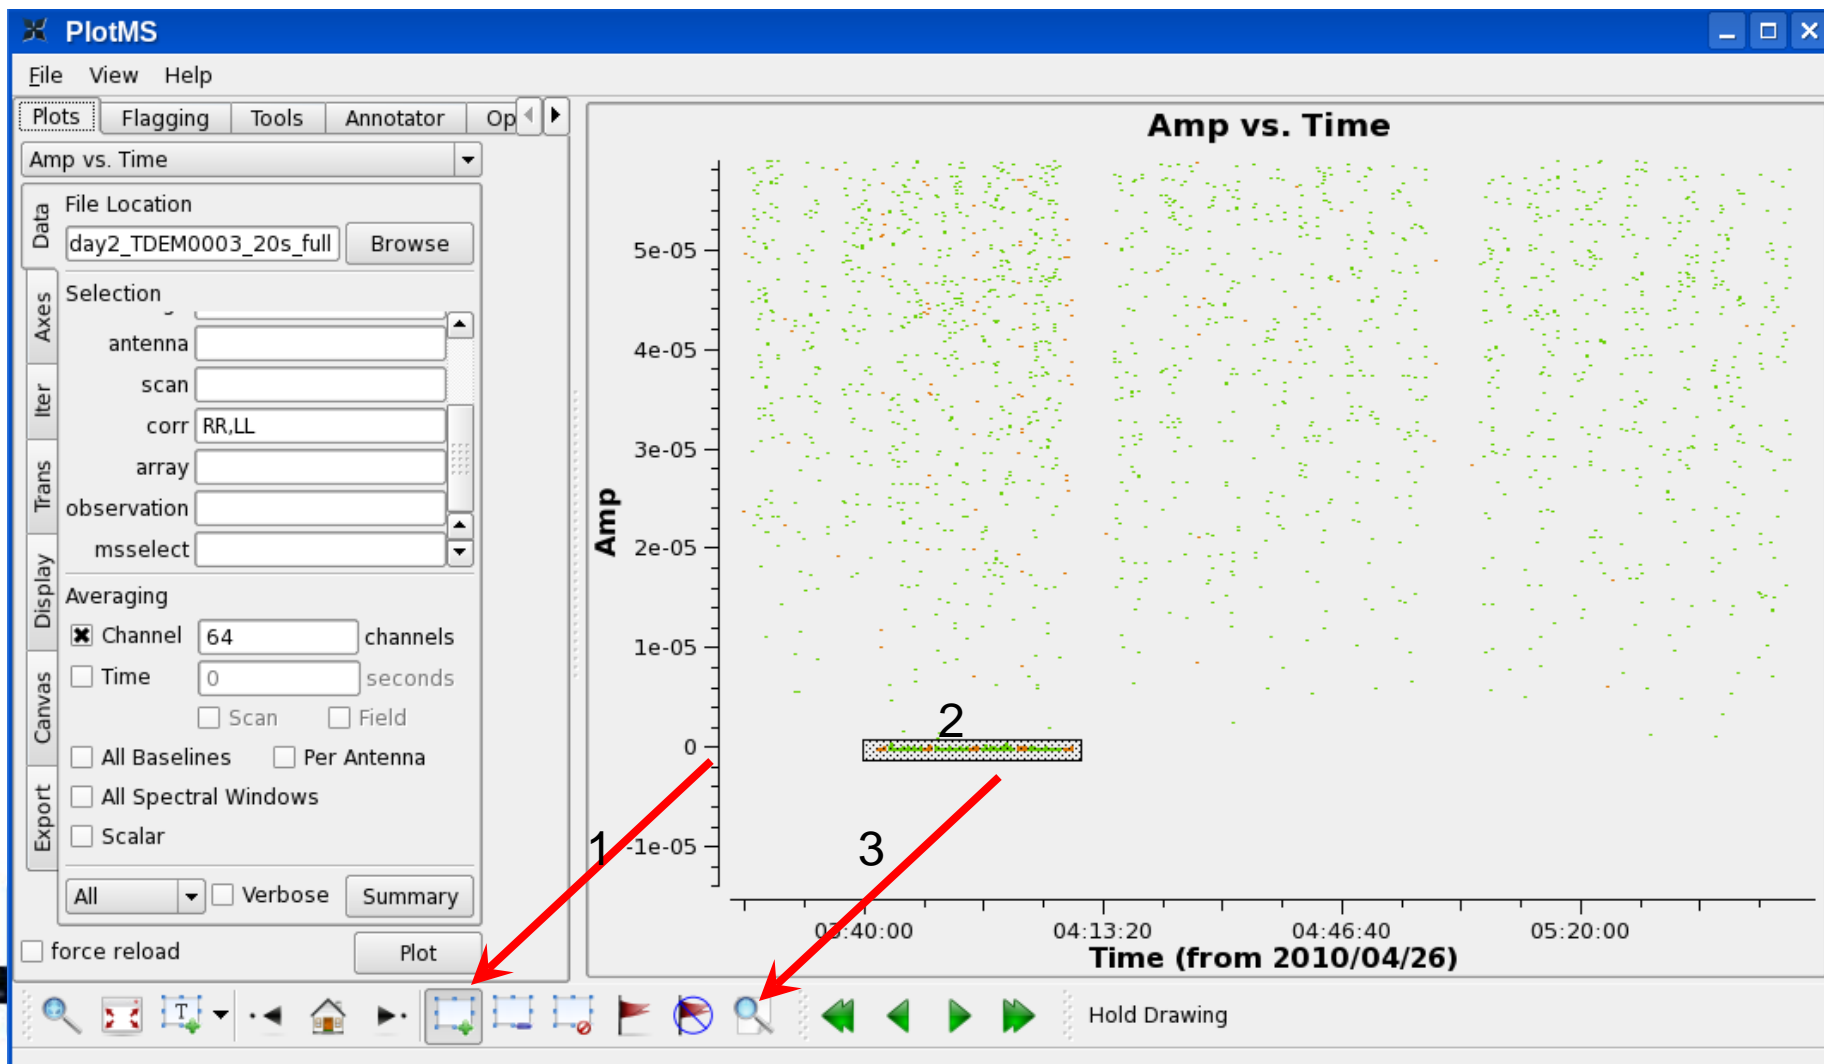 PlotMS
File View Help
Plots Flagging Tools Annotator Op
Amp vs. Time
Data
Axes
Iter
Trans
Display
Canvas
Export
File Location
day2_TDEM0003_20s_full Browse
Selection
antenna
scan
corr RR,LL
array
observation
msselect
Averaging
Channel 64 channels
Time 0 seconds
Scan Field
All Baselines Per Antenna
All Spectral Windows
Scalar
All Verbose Summary
force reload Plot
Amp vs. Time
Amp
5e-05
4e-05
3e-05
2e-05
1e-05
0
-1e-05
03:40:00 04:13:20 04:46:40 05:20:00
Time (from 2010/04/26)
1
2
3
T
Hold Drawing